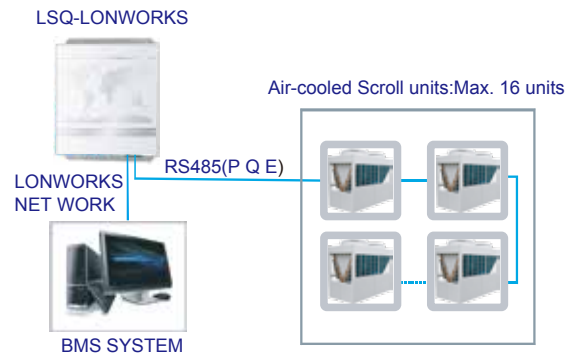 LSQ-LONWORKS
Air-cooled Scroll units:Max. 16 units
RS485(P Q E)
LONWORKS
NET WORK
BMS SYSTEM